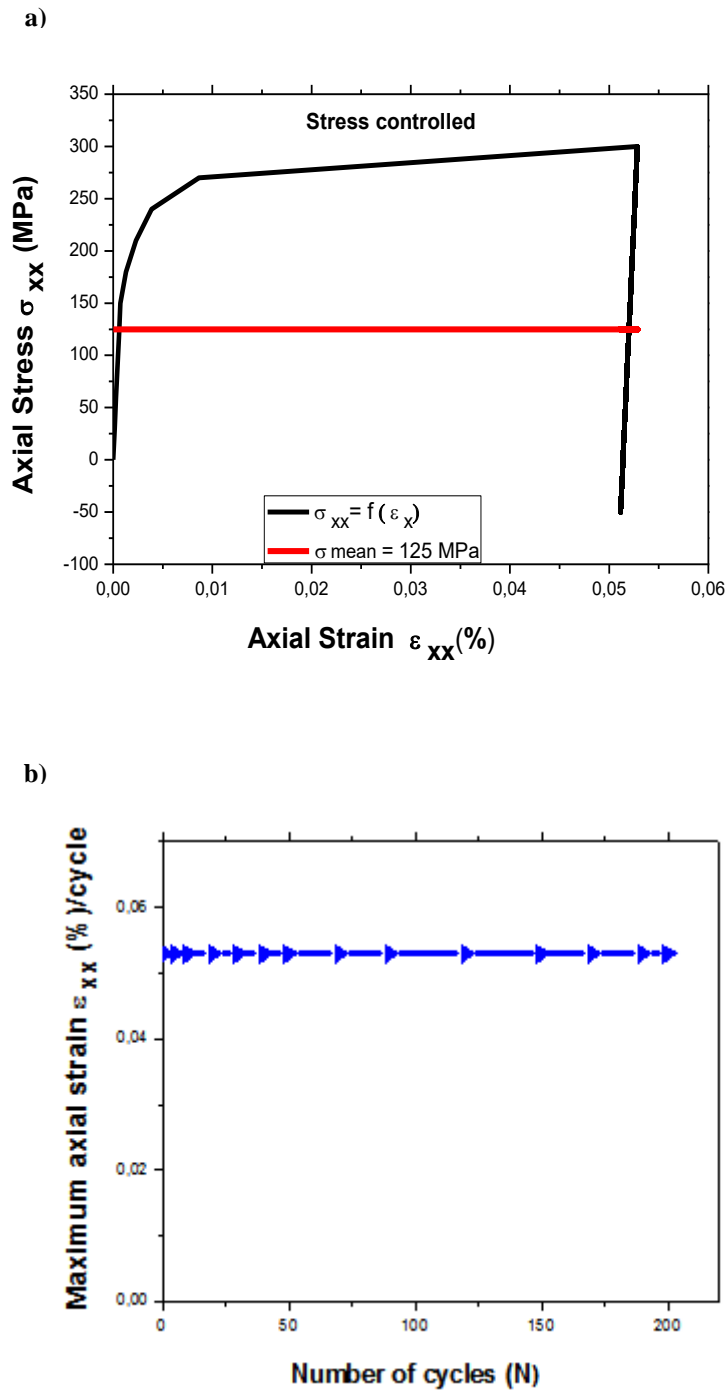 a)
350
300
250
200
150
100
50
0
-50
-100
Axial Stress σ xx (MPa)
Stress controlled
σ xx= f ( ε x)
σ mean = 125 MPa
0,00 0,01 0,02 0,03 0,04 0,05 0,06
Axial Strain ε xx(%)
b)
Maximum axial strain ε xx (%)/cycle
0,06
0,04
0,02
0,00
0 50 100 150 200
Number of cycles (N)